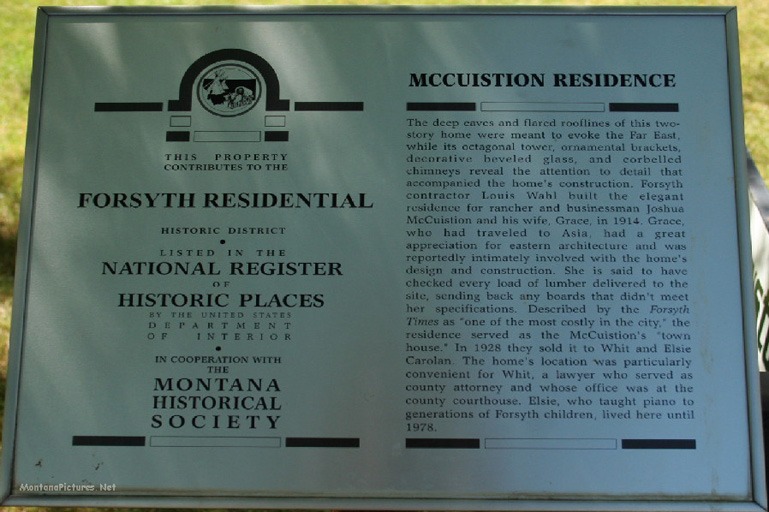 THIS PROPERTY
CONTRIBUTES TO THE
FORSYTH RESIDENTIAL
HISTORIC DISTRICT
LISTED IN THE
NATIONAL REGISTER
OF
HISTORIC PLACES
BY THE UNITED STATES
DEPARTMENT
OF INTERIOR
IN COOPERATION WITH
THE
MONTANA
HISTORICAL
SOCIETY
MCCUISTION RESIDENCE
The deep eaves and flared rooflines of this two-
story home were meant to evoke the Far East,
while its octagonal tower, ornamental brackets,
decorative beveled glass, and corbelled
chimneys reveal the attention to detail that
accompanied the home's construction. Forsyth
contractor Louis Wahl built the elegant
residence for rancher and businessman Joshua
McCuistion and his wife, Grace, in 1914. Grace,
who had traveled to Asia, had a great
appreciation for eastern architecture and was
reportedly intimately involved with the home's
design and construction. She is said to have
checked every load of lumber delivered to the
site, sending back any boards that didn't meet
her specifications. Described by the Forsyth
Times as "one of the most costly in the city," the
residence served as the McCuistion's "town
house." In 1928 they sold it to Whit and Elsie
Carolan. The home's location was particularly
convenient for Whit, a lawyer who served as
county attorney and whose office was at the
county courthouse. Elsie, who taught piano to
generations of Forsyth children, lived here until
1978.
MontanaPictures.Net